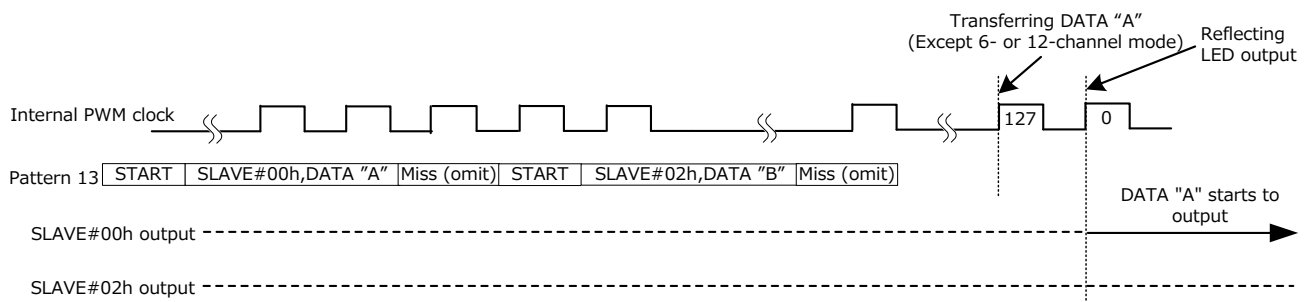 Transferring DATA “A”
(Except 6- or 12-channel mode)
Reflecting
LED output
Internal PWM clock
127
0
Pattern 13 START SLAVE#00h,DATA ”A” Miss (omit) START SLAVE#02h,DATA ”B” Miss (omit)
DATA "A" starts to
output
SLAVE#00h output
SLAVE#02h output